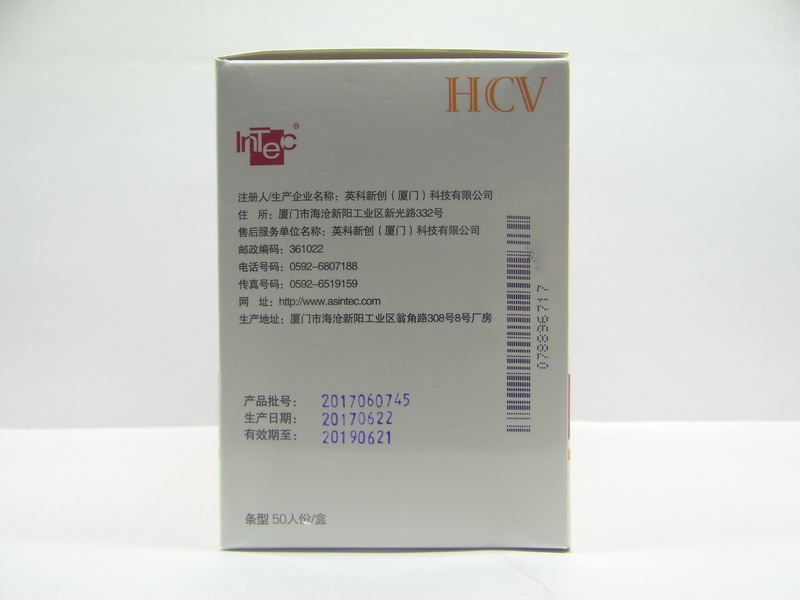 HCV
InTec®
注册人/生产企业名称：英科新创（厦门）科技有限公司
住 所：厦门市海沧新阳工业区新光路332号
售后服务单位名称：英科新创（厦门）科技有限公司
邮政编码：361022
电话号码：0592-6807188
传真号码：0592-6519159
网 址：http://www.asintec.com
生产地址：厦门市海沧新阳工业区翁角路308号8号厂房
078896717
产品批号：2017060745
生产日期：20170622
有效期至：20190621
条型 50人份/盒